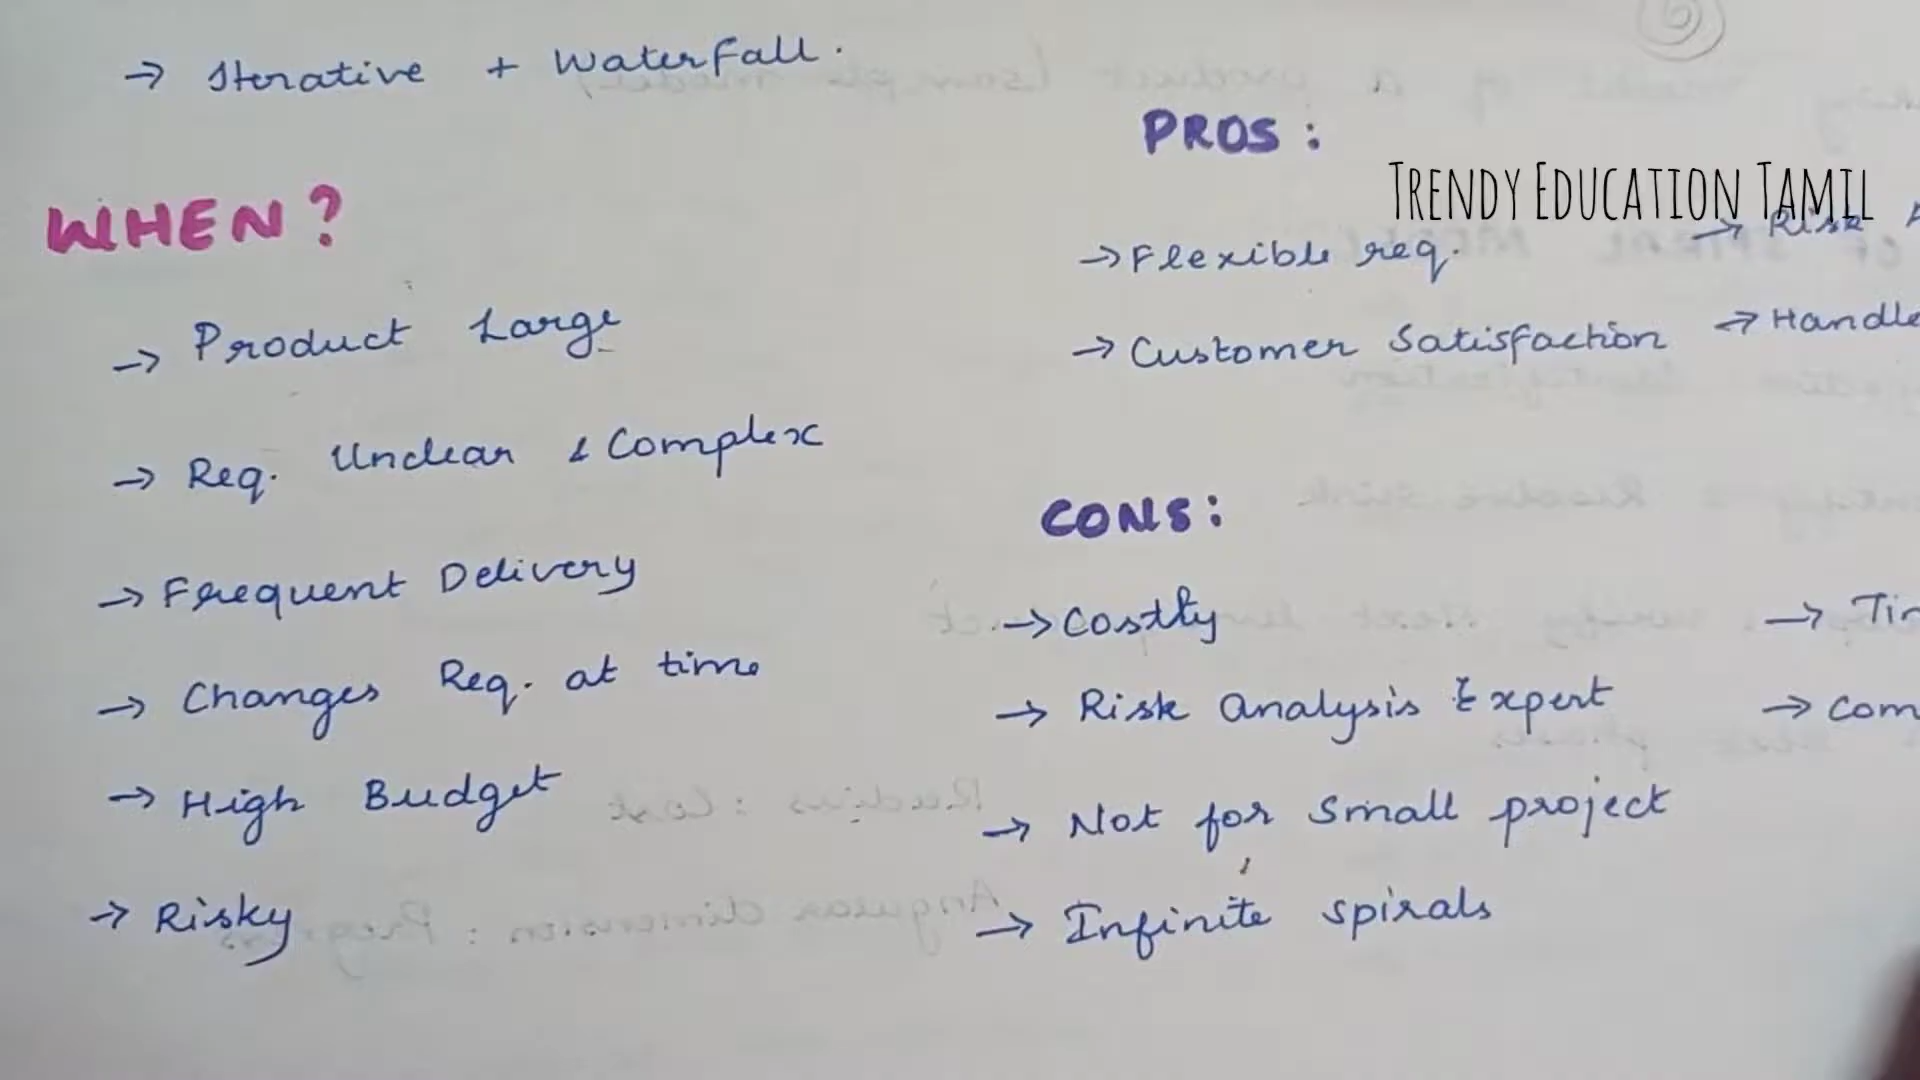 → Iterative + Waterfall.
WHEN?
→ Product Large
→ Req. Unclear & Complex
→ Frequent Delivery
→ Changes Req. at time
→ High Budget
→ Risky
PROS:
TRENDY EDUCATION TAMIL
→ Flexible req. → Risk
→ Customer Satisfaction → Handle
CONS:
→ Costly →
→ Risk Analysis Expert →
→ Not for small project
→ Infinite spirals